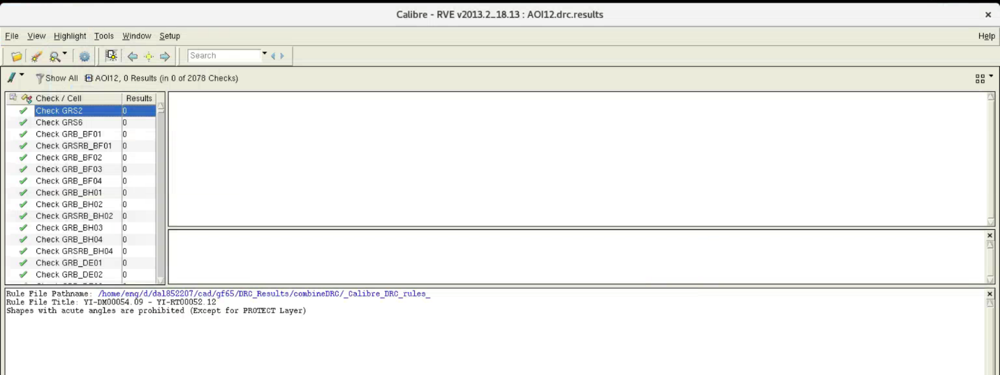 Calibre - RVE v2013.2_18.13 : AOI12.drc.results
File View Highlight Tools Window Setup Help
Search
Show All AOI12, 0 Results (in 0 of 2078 Checks)
Check / Cell Results
Check GRS2 0
Check GRS6 0
Check GRB_BF01 0
Check GRSRB_BF01 0
Check GRB_BF02 0
Check GRB_BF03 0
Check GRB_BF04 0
Check GRB_BH01 0
Check GRB_BH02 0
Check GRSRB_BH02 0
Check GRB_BH03 0
Check GRB_BH04 0
Check GRSRB_BH04 0
Check GRB_DE01 0
Check GRB_DE02 0
Rule File Pathname: /home/eng/d/dal852207/cad/gf65/DRC_Results/combineDRC/_Calibre_DRC_rules_
Rule File Title: YI-DM00054.09 - YI-RT00052.12
Shapes with acute angles are prohibited (Except for PROTECT Layer)